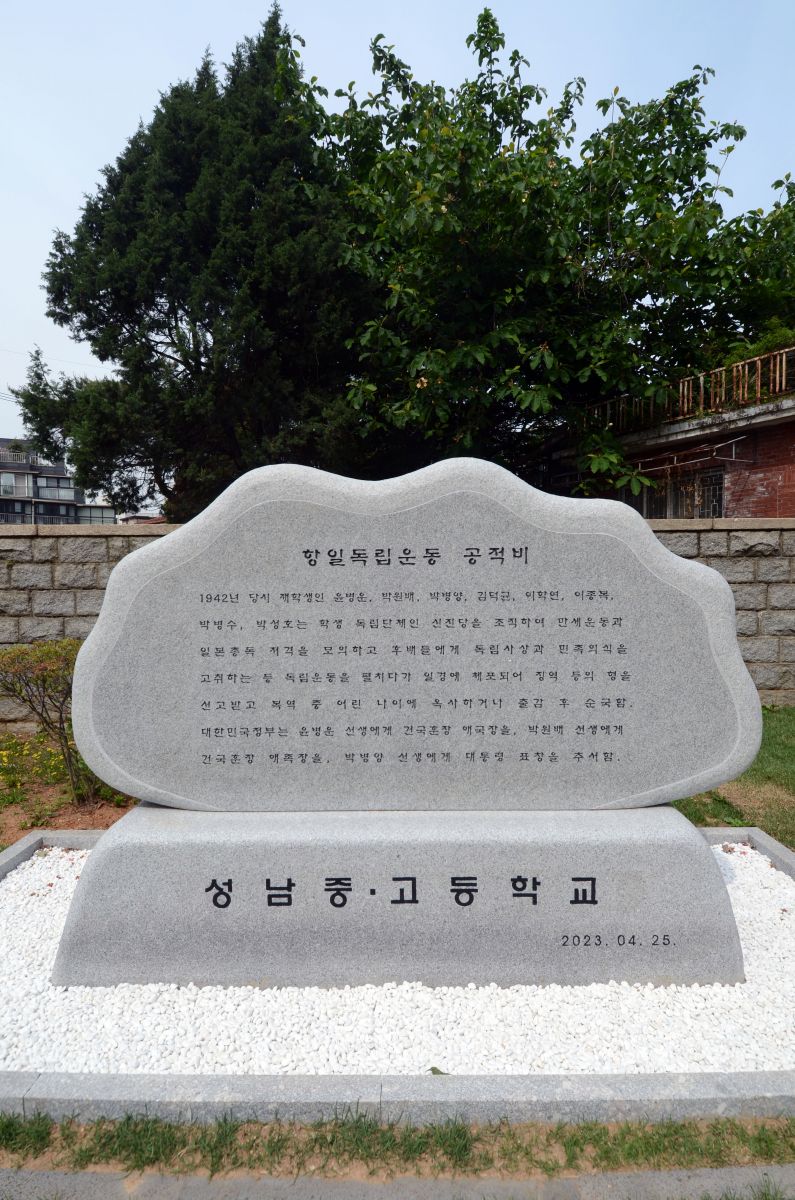 항일독립운동 공적비
1942년 당시 재학생인 윤병운, 박원배, 박병양, 김덕균, 이학연, 이종복,
박병수, 박성호는 학생 독립단체인 신진당을 조직하여 만세운동과
일본총독 저격을 모의하고 후배들에게 독립사상과 민족의식을
고취하는 등 독립운동을 펼치다가 일경에 체포되어 징역 등의 형을
선고받고 복역 중 어린 나이에 옥사하거나 출감 후 순국함.
대한민국정부는 윤병운 선생에게 건국훈장 애국장을, 박원배 선생에게
건국훈장 애족장을, 박병양 선생에게 대통령 표창을 추서함.
성남중·고등학교
2023. 04. 25.